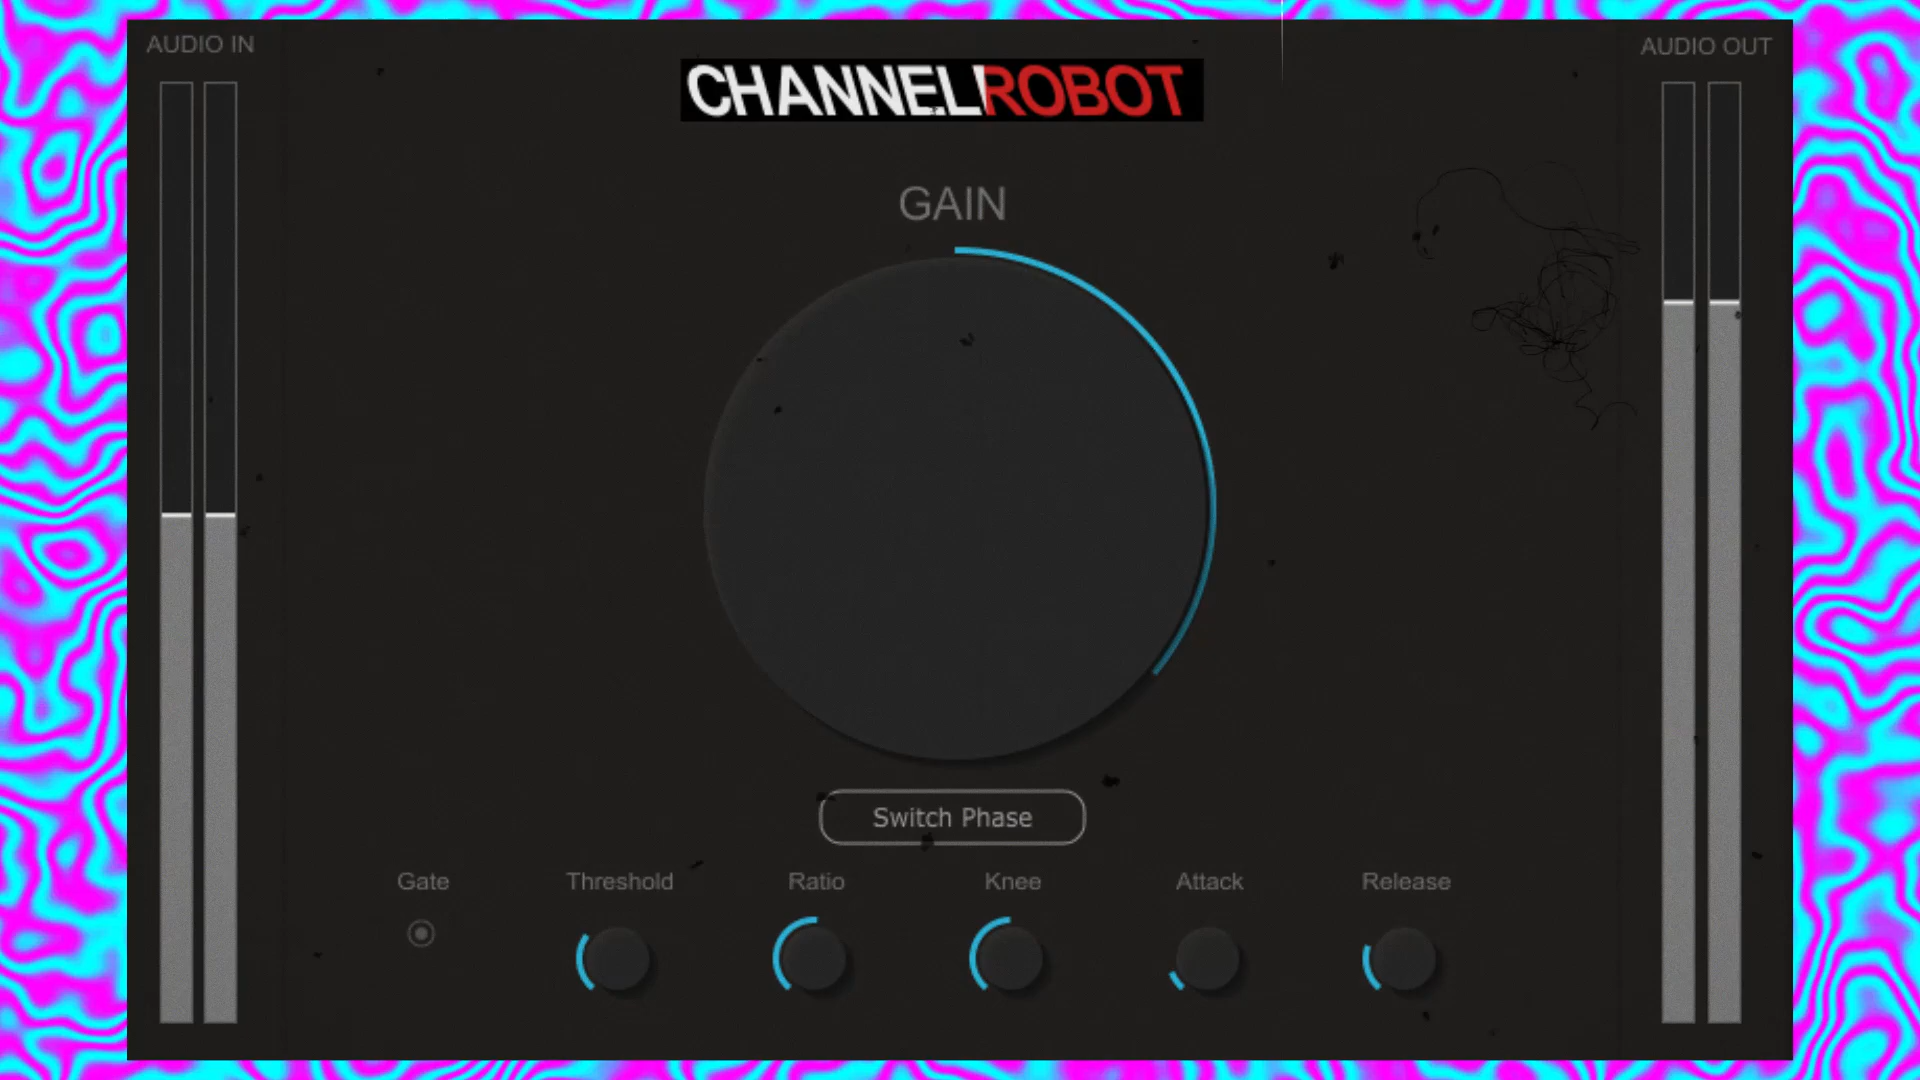 AUDIO IN
AUDIO OUT
CHANNELROBOT
GAIN
Switch Phase
Gate
Threshold
Ratio
Knee
Attack
Release